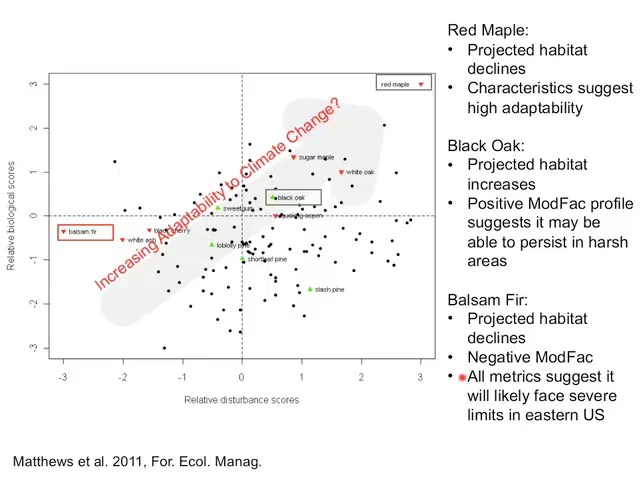 Red Maple:
• Projected habitat
declines
• Characteristics suggest
high adaptability
Black Oak:
• Projected habitat
increases
• Positive ModFac profile
suggests it may be
able to persist in harsh
areas
Balsam Fir:
• Projected habitat
declines
• Negative ModFac
• All metrics suggest it
will likely face severe
limits in eastern US
Increasing Adaptability to Climate Change?
red maple
sugar maple
white oak
black oak
sweetgum
quaking aspen
balsam fir
black cherry
white ash
loblolly pine
shortleaf pine
slash pine
Relative biological scores
3
2
1
0
-1
-2
-3
-3 -2 -1 0 1 2 3
Relative disturbance scores
Matthews et al. 2011, For. Ecol. Manag.